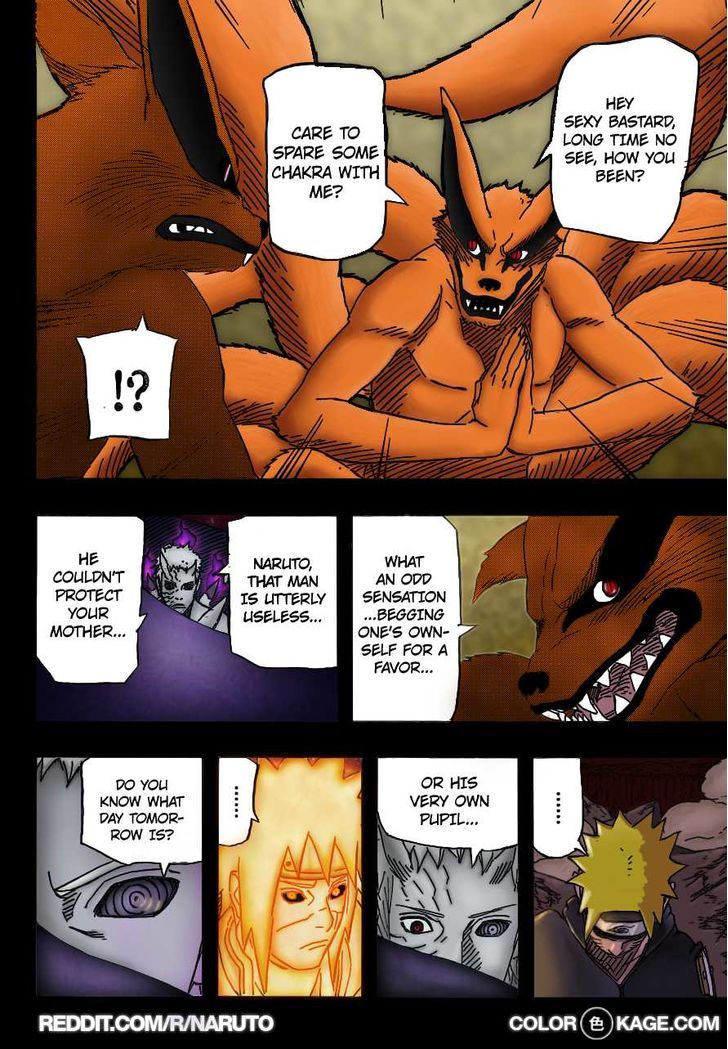 HEY
SEXY BASTARD,
LONG TIME NO
SEE, HOW YOU
BEEN?
CARE TO
SPARE SOME
CHAKRA WITH
ME?
!?
WHAT
AN ODD
SENSATION
...BEGGING
ONE'S OWN-
SELF FOR A
FAVOR...
NARUTO,
THAT MAN
IS UTTERLY
USELESS...
HE
COULDN'T
PROTECT
YOUR
MOTHER...
......
OR HIS
VERY OWN
PUPIL...
......
DO YOU
KNOW WHAT
DAY TOMOR-
ROW IS?
REDDIT.COM/R/NARUTO
COLOR 色 KAGE.COM